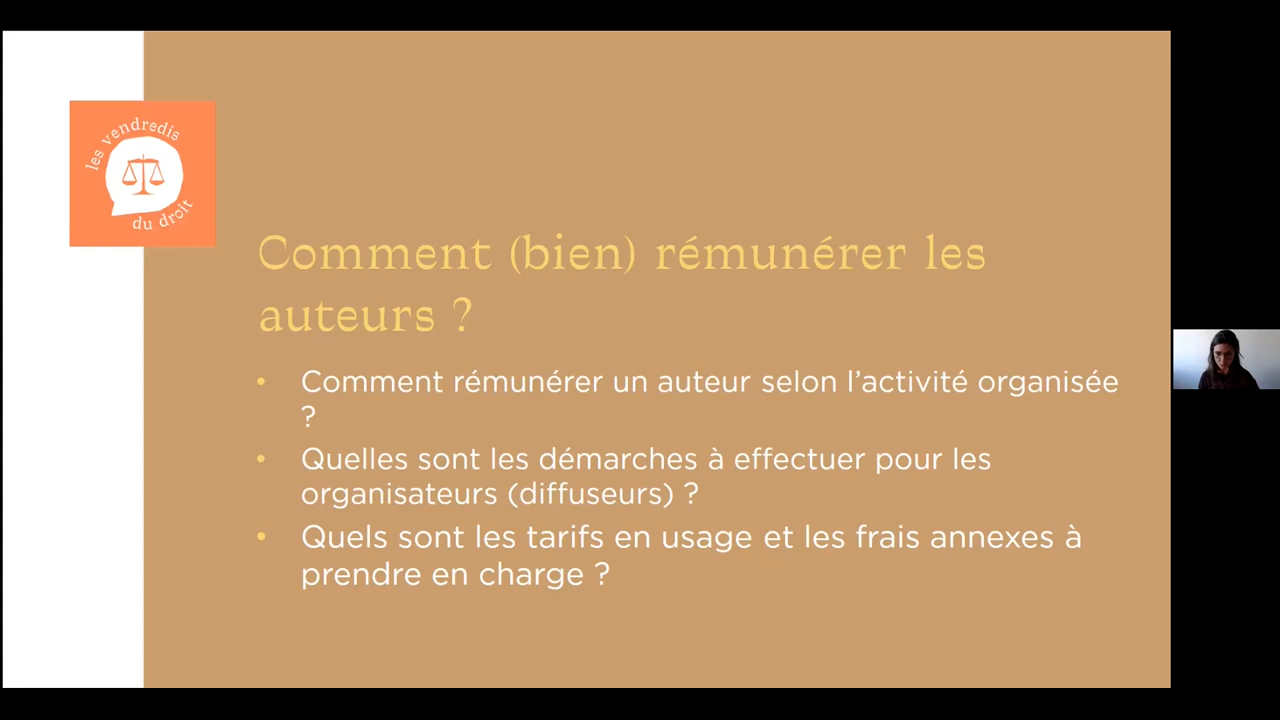 les vendredis
du droit
Comment (bien) rémunérer les
auteurs ?
• Comment rémunérer un auteur selon l’activité organisée
?
• Quelles sont les démarches à effectuer pour les
organisateurs (diffuseurs) ?
• Quels sont les tarifs en usage et les frais annexes à
prendre en charge ?